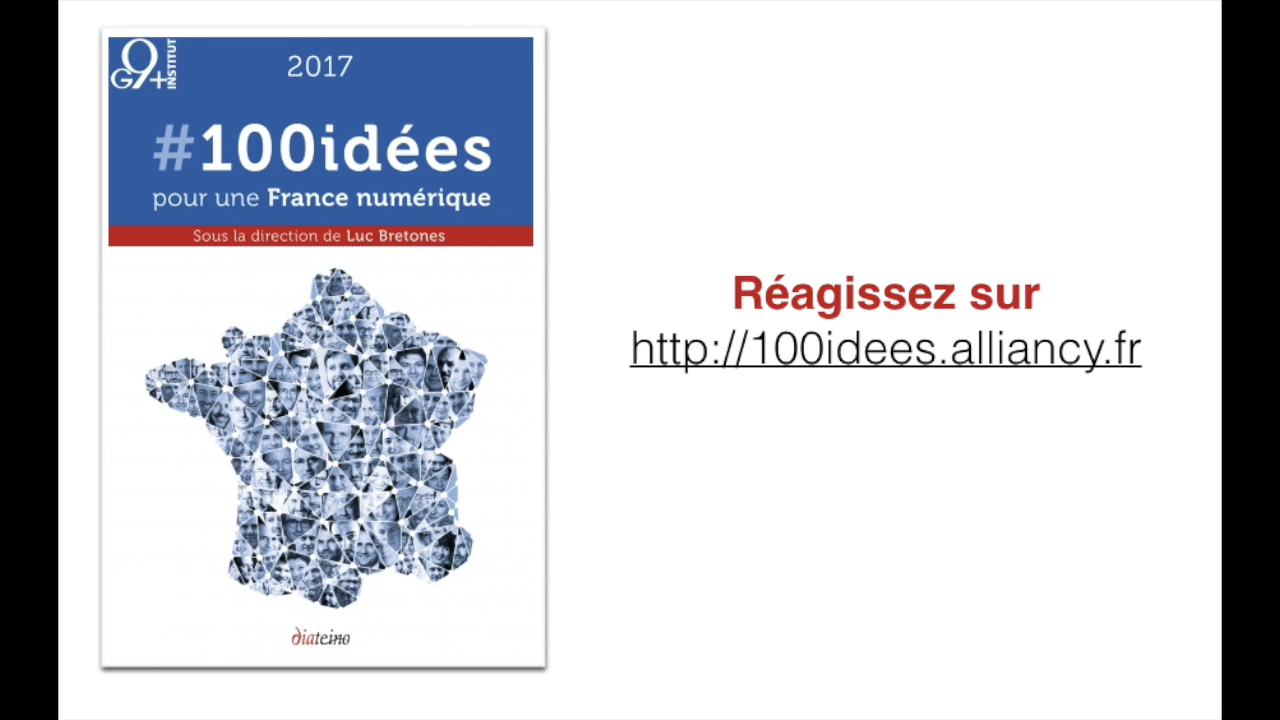 G9+
INSTITUT
2017
#100idées
pour une France numérique
Sous la direction de Luc Bretones
diateino
Réagissez sur
http://100idees.alliancy.fr